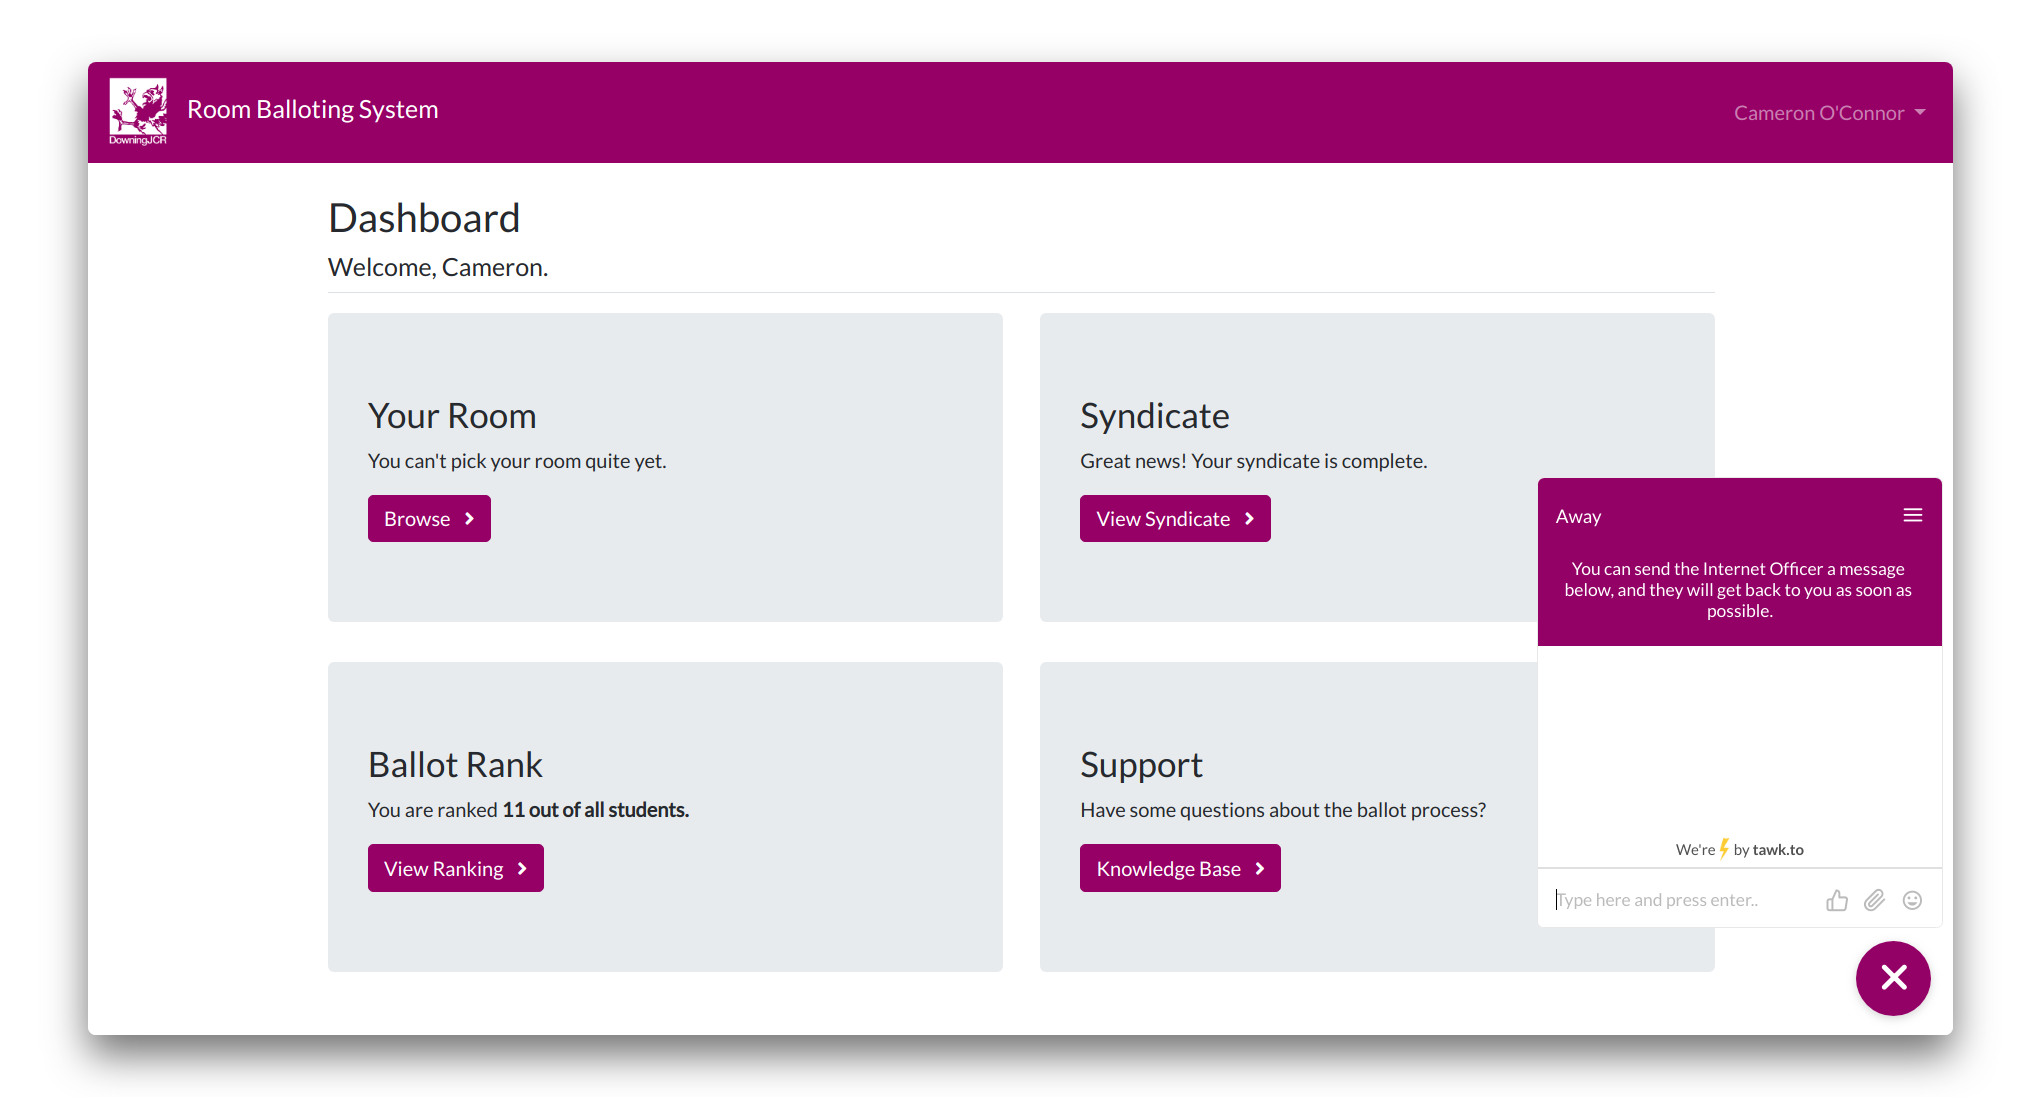 DowningJCR
Room Balloting System
Cameron O'Connor
Dashboard
Welcome, Cameron.
Your Room
You can't pick your room quite yet.
Browse
Syndicate
Great news! Your syndicate is complete.
View Syndicate
Ballot Rank
You are ranked 11 out of all students.
View Ranking
Support
Have some questions about the ballot process?
Knowledge Base
Away
You can send the Internet Officer a message
below, and they will get back to you as soon as
possible.
We're⚡by tawk.to
Type here and press enter..